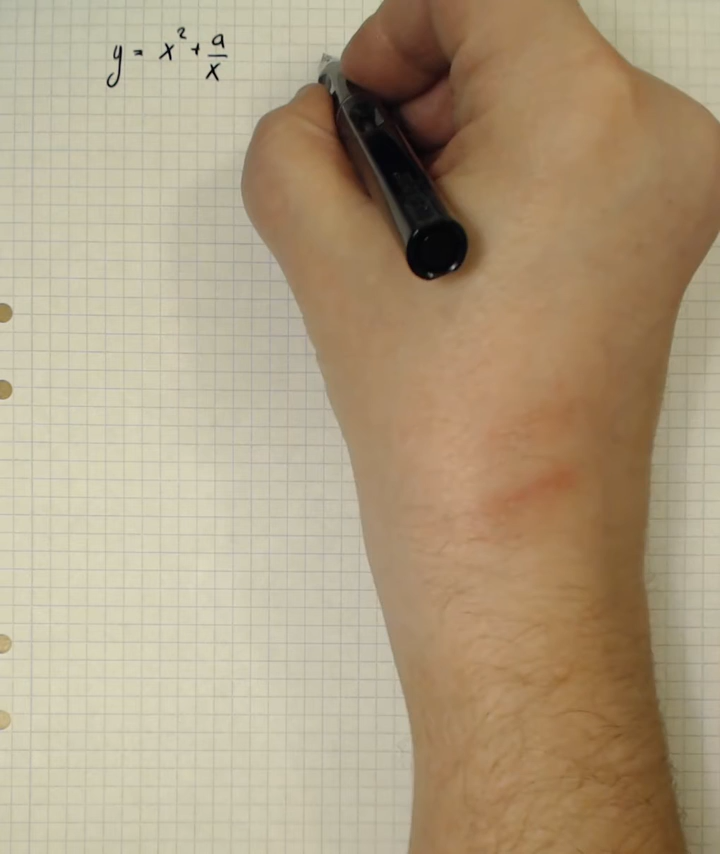 y = x² + a/x